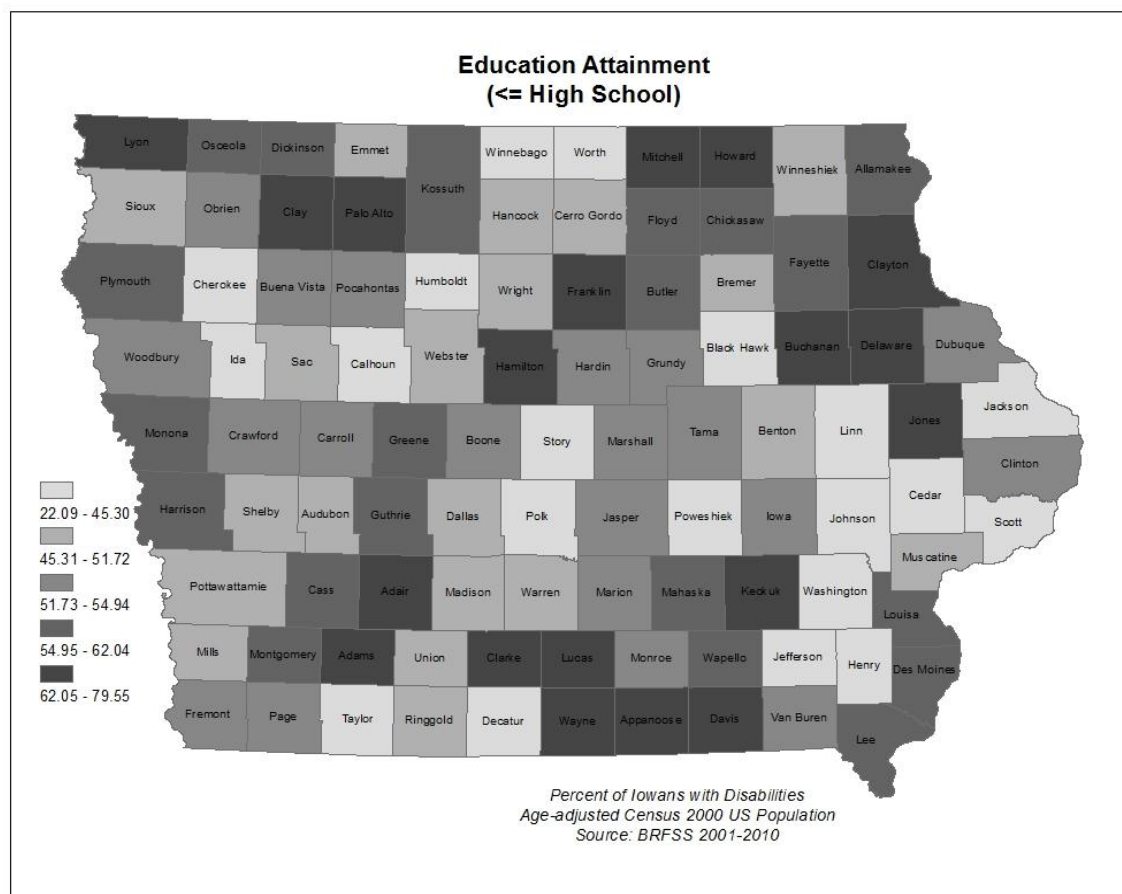 Education Attainment
(<= High School)
Lyon Osceola Dickinson Emmet Kossuth Winnebago Worth Mitchell Howard Winneshiek Allamakee
Sioux Obrien Clay Palo Alto Hancock Cerro Gordo Floyd Chickasaw
Plymouth Cherokee Buena Vista Pocahontas Humboldt Wright Franklin Butler Bremer Fayette Clayton
Woodbury Ida Sac Calhoun Webster Hamilton Hardin Grundy Black Hawk Buchanan Delaware Dubuque
Monona Crawford Carroll Greene Boone Story Marshall Tama Benton Linn Jones Jackson
Clinton
Harrison Shelby Audubon Guthrie Dallas Polk Jasper Poweshiek Iowa Johnson Cedar Scott
Muscatine
Pottawattamie Cass Adair Madison Warren Marion Mahaska Keokuk Washington Louisa
Mills Montgomery Adams Union Clarke Lucas Monroe Wapello Jefferson Henry Des Moines
Fremont Page Taylor Ringgold Decatur Wayne Appanoose Davis Van Buren Lee
22.09 - 45.30
45.31 - 51.72
51.73 - 54.94
54.95 - 62.04
62.05 - 79.55
Percent of Iowans with Disabilities
Age-adjusted Census 2000 US Population
Source: BRFSS 2001-2010